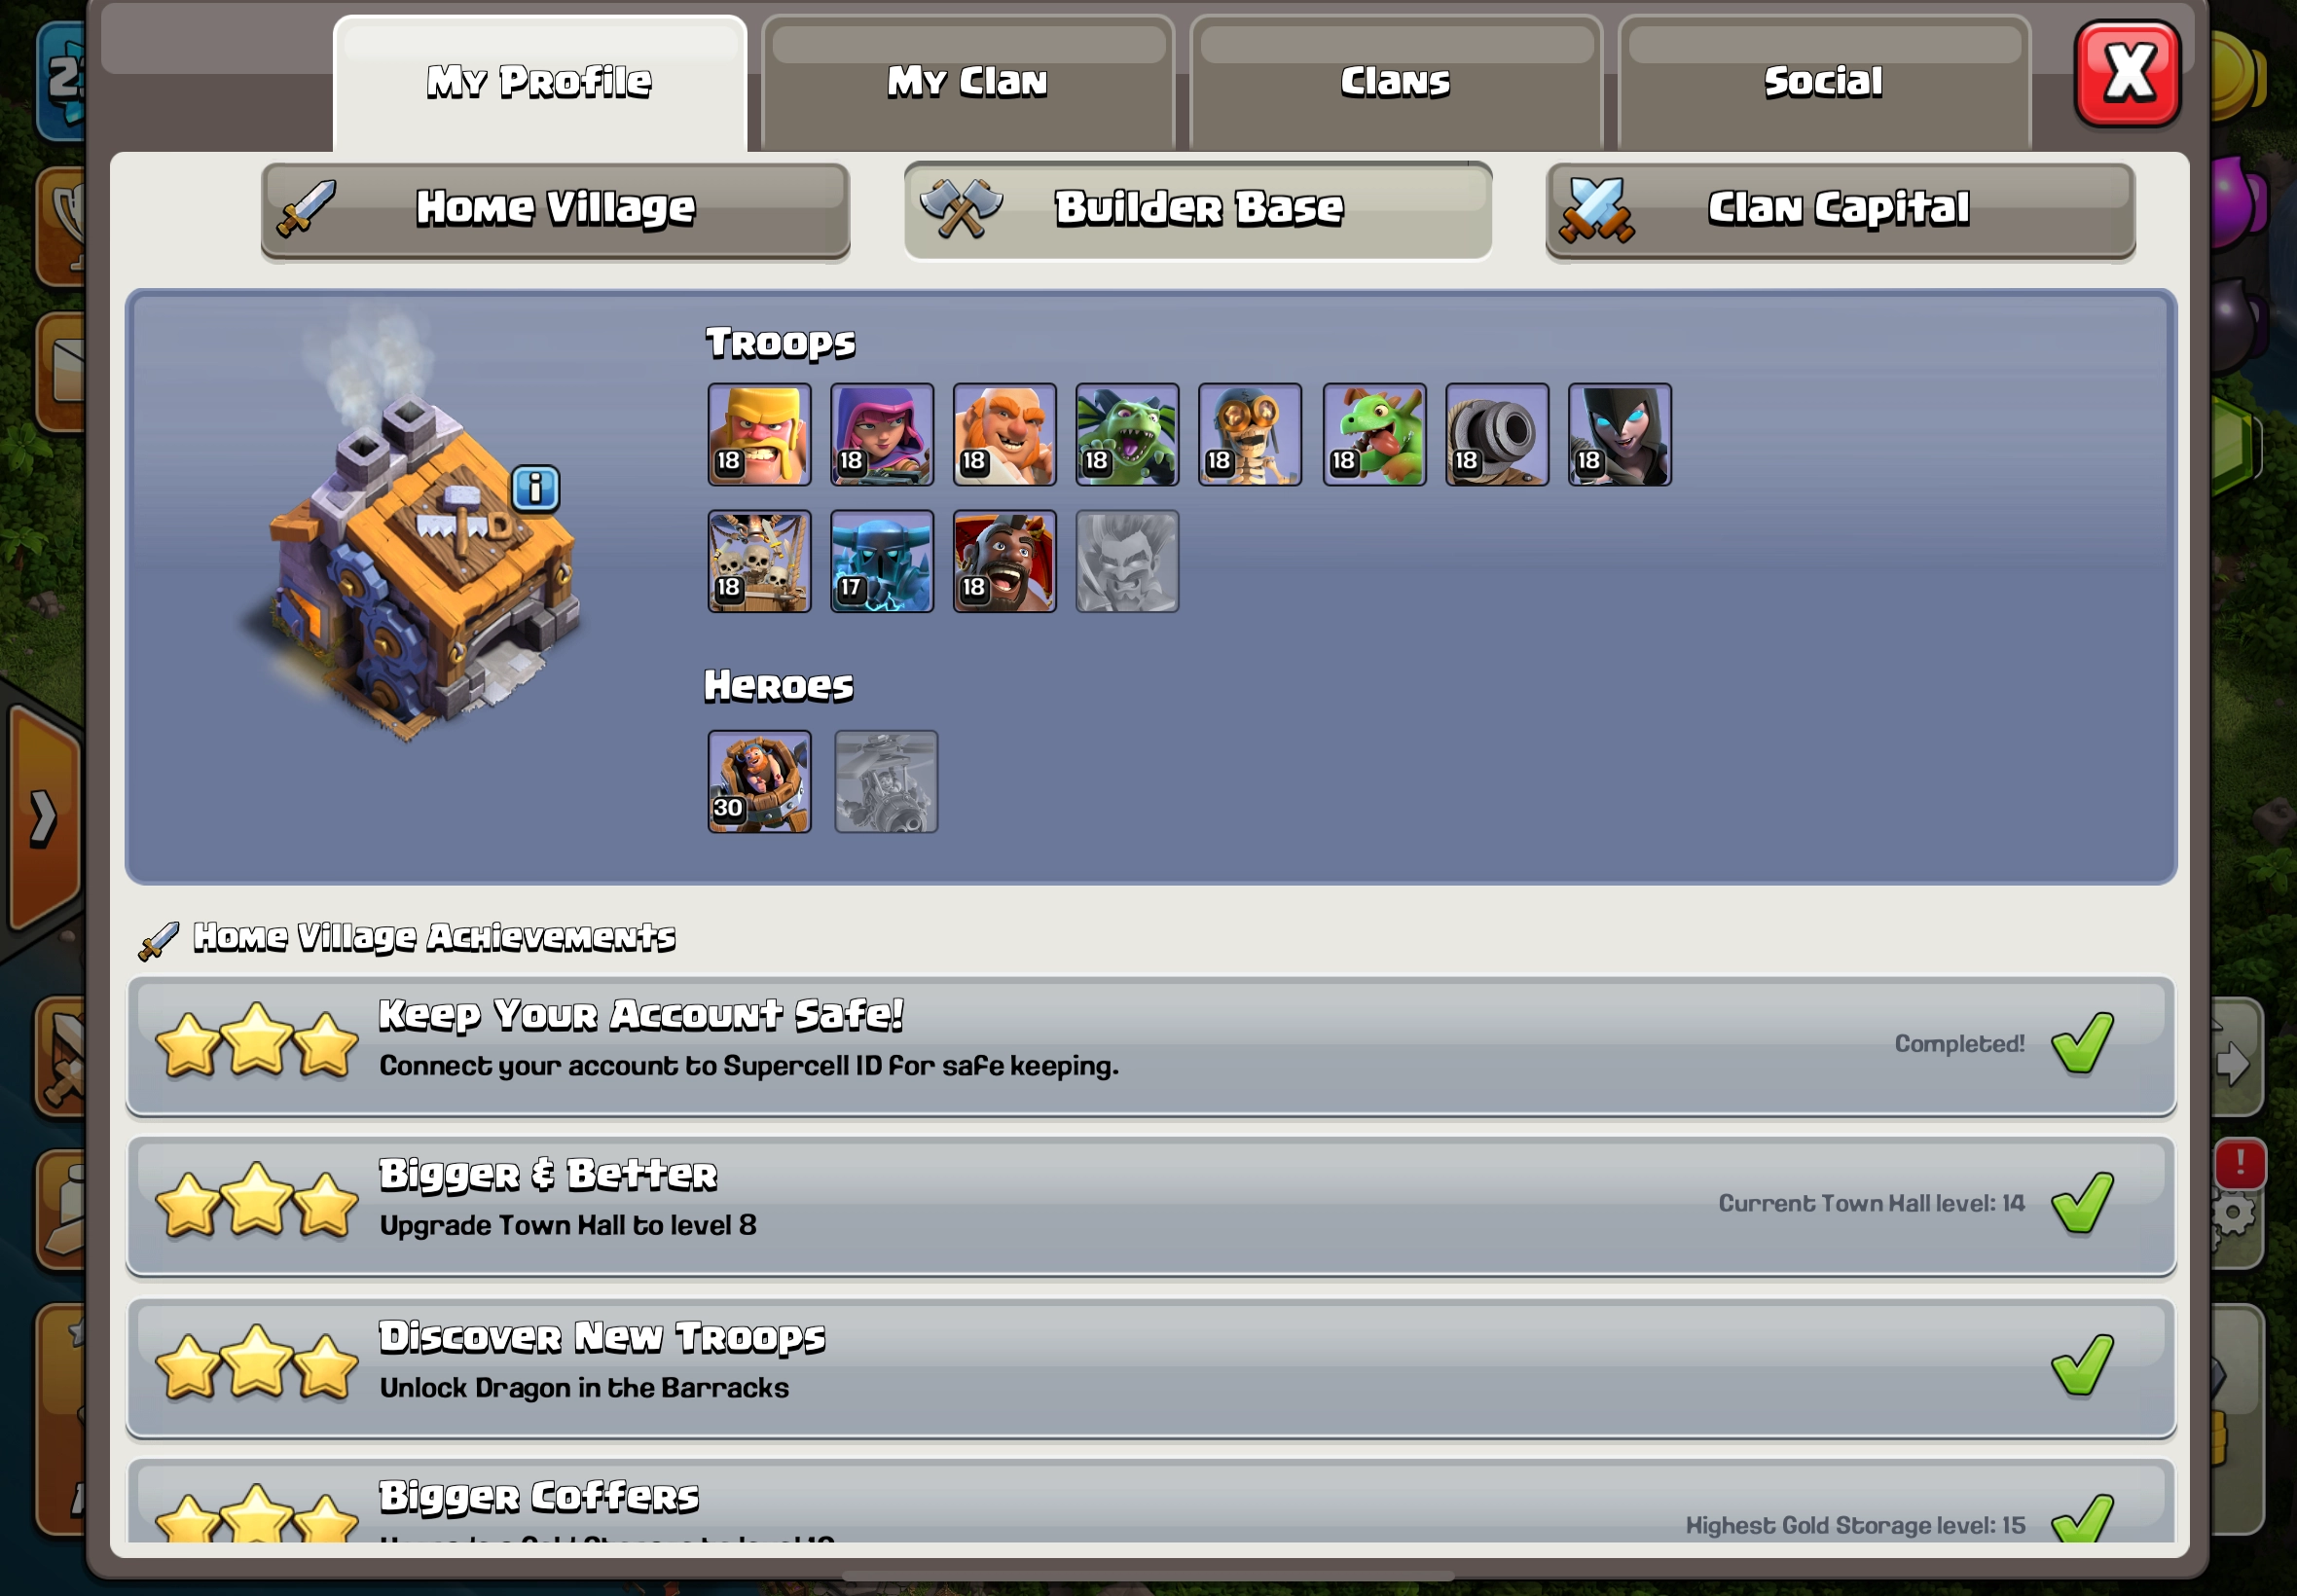 My Profile
My Clan
Clans
Social
X
Home Village
Builder Base
Clan Capital
Troops
18 18 18 18 18 18 18 18
18 17 18
Heroes
30
Home Village Achievements
Keep Your Account Safe!
Connect your account to Supercell ID for safe keeping.
Completed!
Bigger & Better
Upgrade Town Hall to level 8
Current Town Hall level: 14
!
Discover New Troops
Unlock Dragon in the Barracks
Bigger Coffers
Highest Gold Storage level: 15